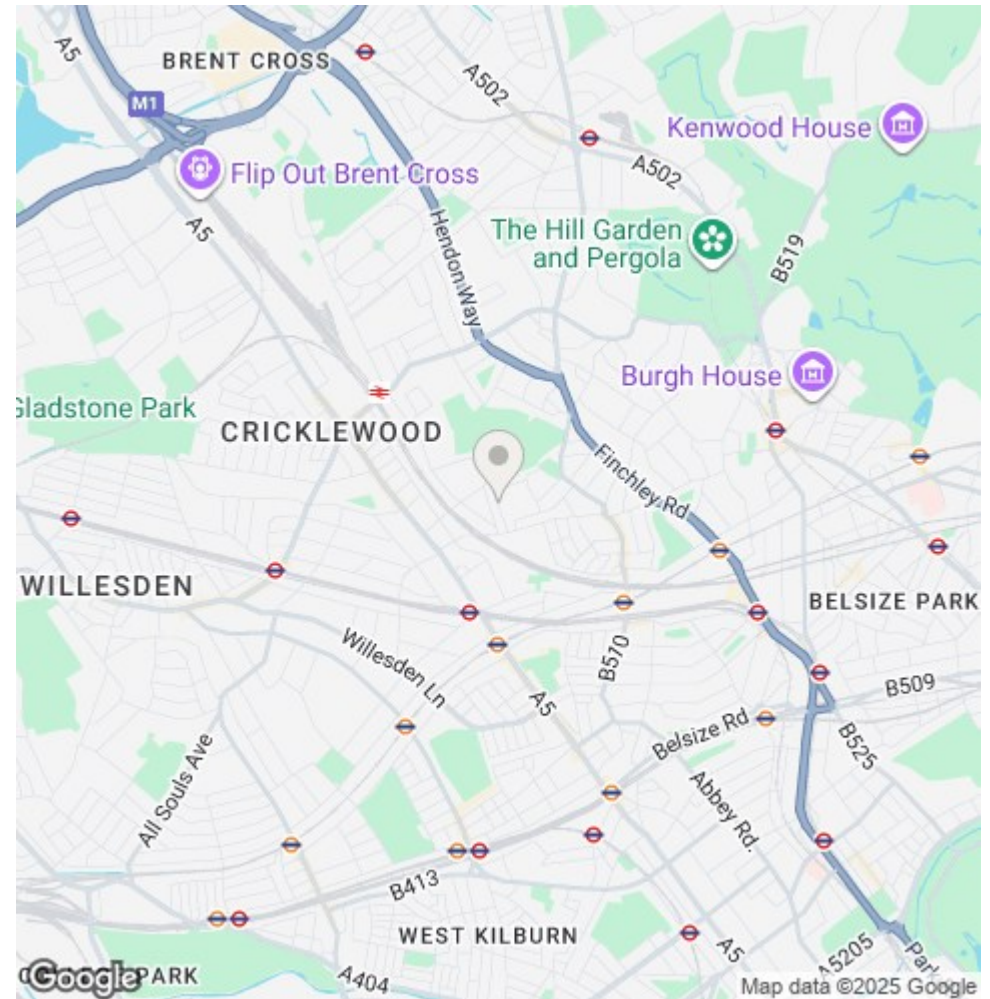 A5
BRENT CROSS
A502
M1
Kenwood House
Flip Out Brent Cross
A502
A5
Hendon Way
The Hill Garden
and Pergola
B519
Burgh House
Gladstone Park
CRICKLEWOOD
Finchley Rd
WILLESDEN
BELSIZE PARK
Willesden Ln
B510
A5
B509
Belsize Rd
B525
All Souls Ave
Abbey Rd.
B413
WEST KILBURN
A5
A5205
PARK
Google
A404
Map data ©2025 Google